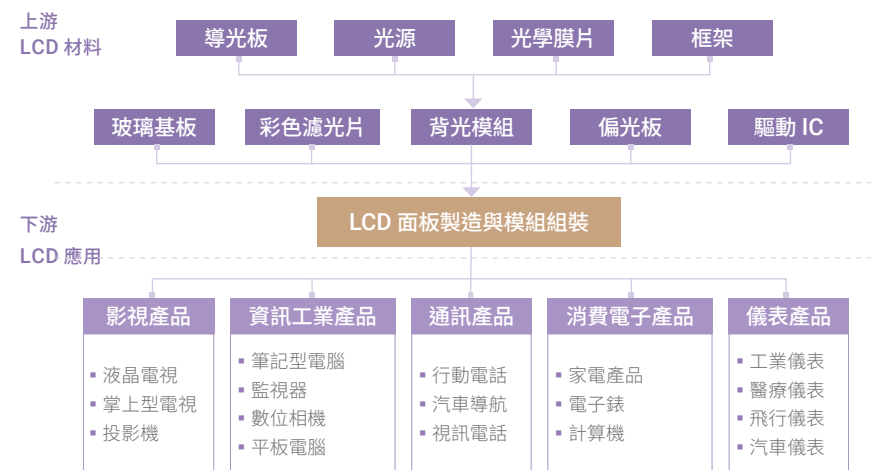 上游
LCD 材料
導光板
光源
光學膜片
框架
玻璃基板
彩色濾光片
背光模組
偏光板
驅動 IC
下游
LCD 應用
LCD 面板製造與模組組裝
影視產品
資訊工業產品
通訊產品
消費電子產品
儀表產品
液晶電視
掌上型電視
投影機
筆記型電腦
監視器
數位相機
平板電腦
行動電話
汽車導航
視訊電話
家電產品
電子錶
計算機
工業儀表
醫療儀表
飛行儀表
汽車儀表